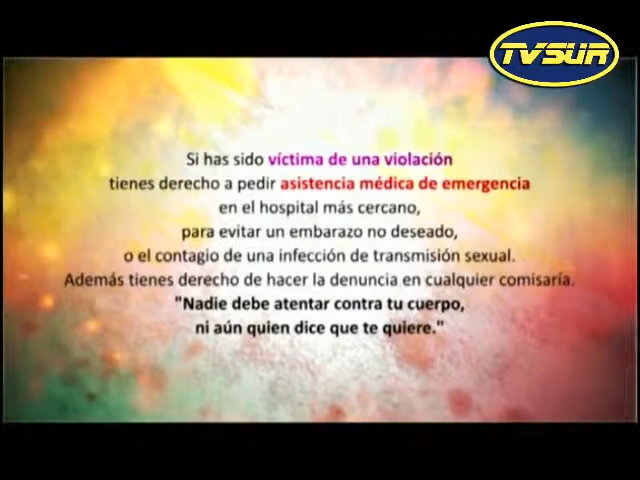 TVSUR
Si has sido víctima de una violación
tienes derecho a pedir asistencia médica de emergencia
en el hospital más cercano,
para evitar un embarazo no deseado,
o el contagio de una infección de transmisión sexual.
Además tienes derecho de hacer la denuncia en cualquier comisaría.
"Nadie debe atentar contra tu cuerpo,
ni aún quien dice que te quiere."